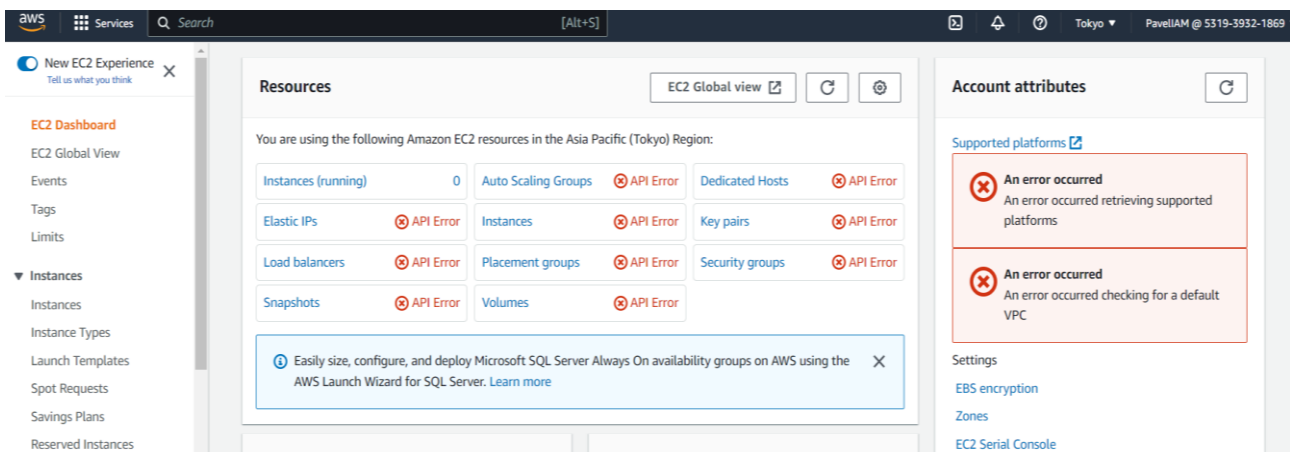 aws Services Search [Alt+S] Tokyo ▼ PavelIAM @ 5319-3932-1869
New EC2 Experience
Tell us what you think
EC2 Dashboard
EC2 Global View
Events
Tags
Limits
Instances
Instances
Instance Types
Launch Templates
Spot Requests
Savings Plans
Reserved Instances
Resources
EC2 Global view
You are using the following Amazon EC2 resources in the Asia Pacific (Tokyo) Region:
Instances (running) 0 Auto Scaling Groups API Error Dedicated Hosts API Error
Elastic IPs API Error Instances API Error Key pairs API Error
Load balancers API Error Placement groups API Error Security groups API Error
Snapshots API Error Volumes API Error
Easily size, configure, and deploy Microsoft SQL Server Always On availability groups on AWS using the
AWS Launch Wizard for SQL Server. Learn more
Account attributes
Supported platforms
An error occurred
An error occurred retrieving supported
platforms
An error occurred
An error occurred checking for a default
VPC
Settings
EBS encryption
Zones
EC2 Serial Console